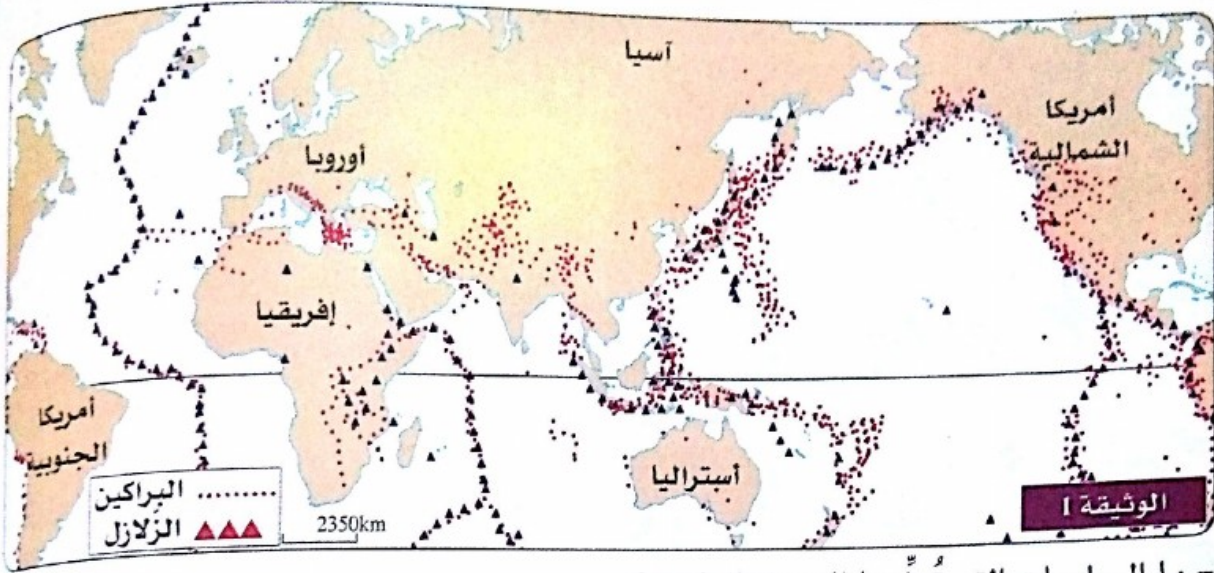 آسيا
أوروبا
أمريكا
الشمالية
إفريقيا
أمريكا
الجنوبية
أستراليا
البراكين
الزلازل
2350km
الوثيقة 1